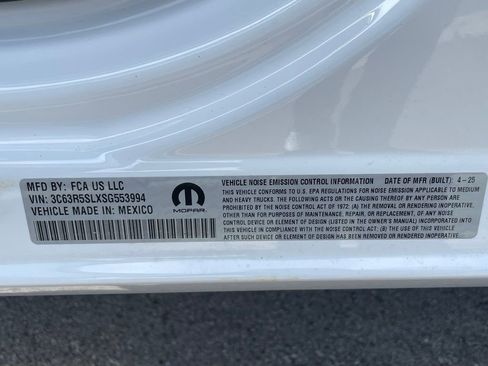 MFD BY: FCA US LLC
VIN: 3C63R5SLXSG553994
VEHICLE MADE IN: MEXICO
MOPAR
VEHICLE NOISE EMISSION CONTROL INFORMATION DATE OF MFR (BUILT): 4-25
THIS VEHICLE CONFORMS TO U.S. EPA REGULATIONS FOR NOISE EMISSION APPLICABLE TO MEDIUM
AND HEAVY TRUCKS. THE FOLLOWING ACTS OR THE CAUSING THEREOF BY ANY PERSON ARE
PROHIBITED BY THE NOISE CONTROL ACT OF 1972: (A) THE REMOVAL OR RENDERING INOPERATIVE,
OTHER THAN FOR PURPOSES OF MAINTENANCE, REPAIR, OR REPLACEMENT, OF ANY NOISE
CONTROL DEVICE OR ELEMENT OF DESIGN (LISTED IN THE OWNER'S MANUAL) INCORPORATED INTO
THIS VEHICLE IN COMPLIANCE WITH THE NOISE CONTROL ACT; (B) THE USE OF THIS VEHICLE AFTER
SUCH DEVICE OR ELEMENT OF DESIGN HAS BEEN REMOVED OR RENDERED INOPERATIVE.